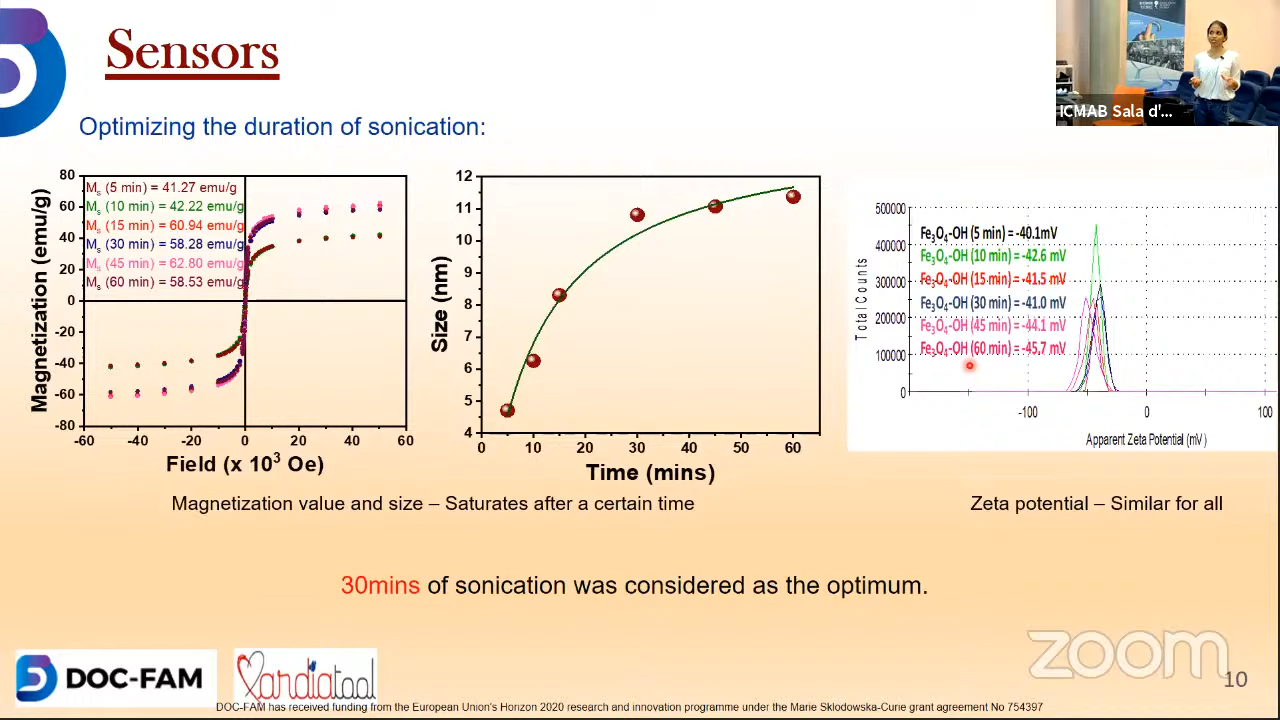 Sensors
ICMAB Sala d'...
Optimizing the duration of sonication:
Magnetization (emu/g)
80
60
40
20
0
-20
-40
-60
-80
Ms (5 min) = 41.27 emu/g
Ms (10 min) = 42.22 emu/g
Ms (15 min) = 60.94 emu/g
Ms (30 min) = 58.28 emu/g
Ms (45 min) = 62.80 emu/g
Ms (60 min) = 58.53 emu/g
-60 -40 -20 0 20 40 60
Field (x 10³ Oe)
Size (nm)
12
11
10
9
8
7
6
5
4
0 10 20 30 40 50 60
Time (mins)
Total Counts
500000
400000
300000
200000
100000
0
Fe₃O₄-OH (5 min) = -40.1mV
Fe₃O₄-OH (10 min) = -42.6 mV
Fe₃O₄-OH (15 min) = -41.5 mV
Fe₃O₄-OH (30 min) = -41.0 mV
Fe₃O₄-OH (45 min) = -44.1 mV
Fe₃O₄-OH (60 min) = -45.7 mV
-100 0 100
Apparent Zeta Potential (mV)
Magnetization value and size – Saturates after a certain time
Zeta potential – Similar for all
30mins of sonication was considered as the optimum.
DOC-FAM
Kardiatool
zoom
10
DOC-FAM has received funding from the European Union's Horizon 2020 research and innovation programme under the Marie Sklodowska-Curie grant agreement No 754397